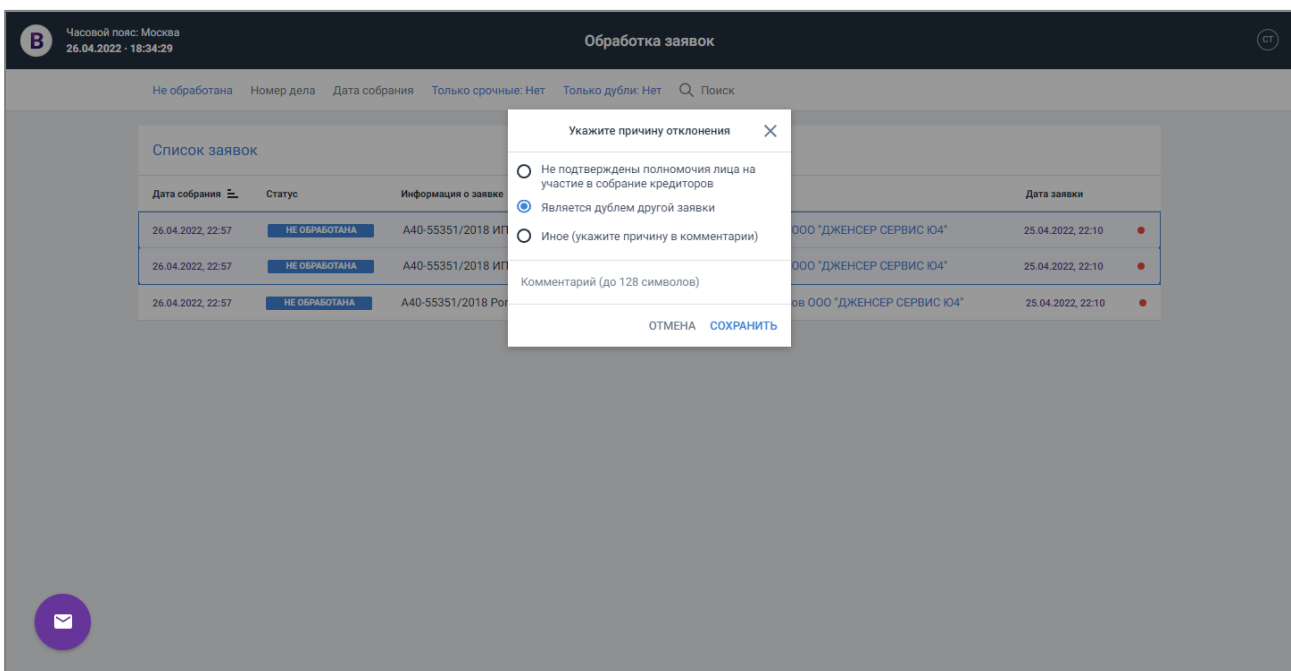 B
Часовой пояс: Москва
26.04.2022 - 18:34:29
Обработка заявок
СТ
Не обработана Номер дела Дата собрания Только срочные: Нет Только дубли: Нет Поиск
Укажите причину отклонения
Список заявок
Не подтверждены полномочия лица на
участие в собрание кредиторов
Дата собрания Статус Информация о заявке Дата заявки
Является дублем другой заявки
26.04.2022, 22:57 НЕ ОБРАБОТАНА А40-55351/2018 ИП ООО "ДЖЕНСЕР СЕРВИС Ю4" 25.04.2022, 22:10
Иное (укажите причину в комментарии)
26.04.2022, 22:57 НЕ ОБРАБОТАНА А40-55351/2018 ИП ООО "ДЖЕНСЕР СЕРВИС Ю4" 25.04.2022, 22:10
Комментарий (до 128 символов)
26.04.2022, 22:57 НЕ ОБРАБОТАНА А40-55351/2018 Рог ов ООО "ДЖЕНСЕР СЕРВИС Ю4" 25.04.2022, 22:10
ОТМЕНА СОХРАНИТЬ